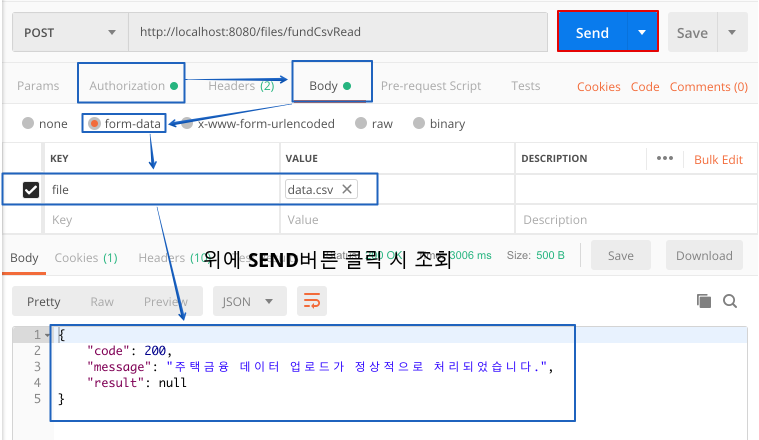 POST http://localhost:8080/files/fundCsvRead Send Save
Params Authorization Headers (2) Body Pre-request Script Tests Cookies Code Comments (0)
none form-data x-www-form-urlencoded raw binary
KEY VALUE DESCRIPTION ••• Bulk Edit
file data.csv
Key Value Description
Body Cookies (1) Headers (10 3006 ms Size: 500 B Save Download
위에 SEND버튼 클릭 시 조회
Pretty Raw Preview JSON
1 {
2 "code": 200,
3 "message": "주택금융 데이터 업로드가 정상적으로 처리되었습니다.",
4 "result": null
5 }